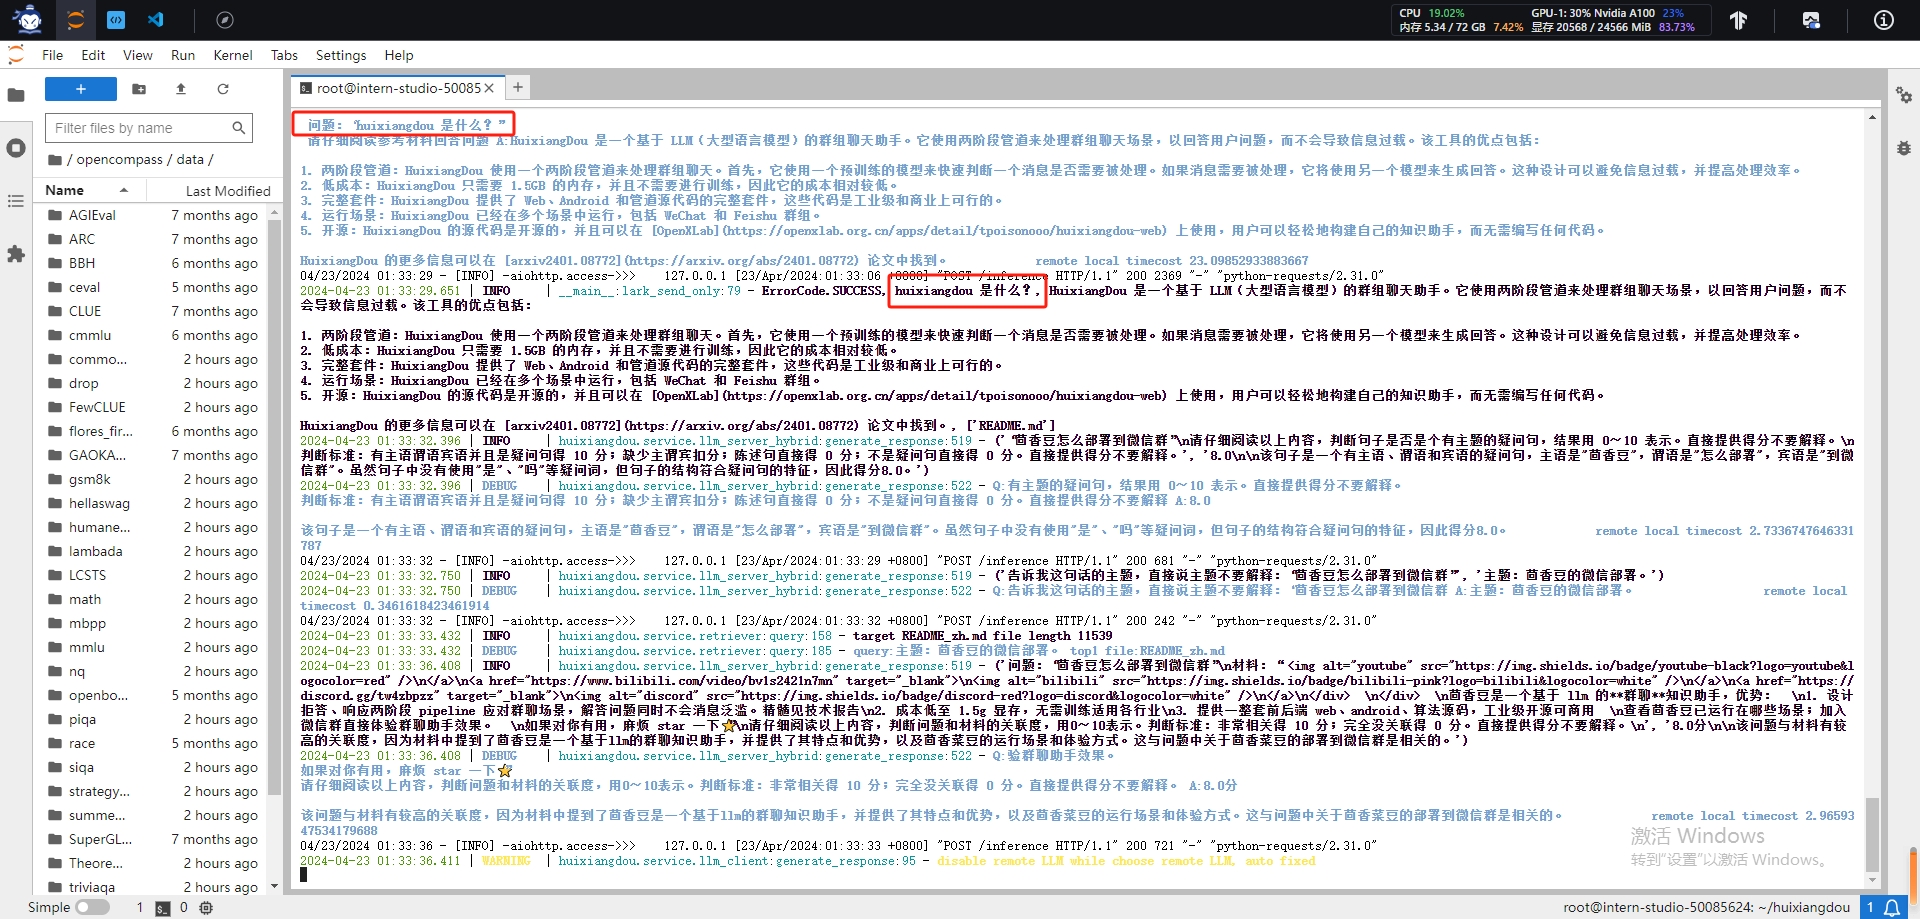 CPU 19.02% GPU-1: 30% Nvidia A100 23%
内存 5.34 / 72 GB 7.42% 显存 20568 / 24566 MiB 83.73%
File Edit View Run Kernel Tabs Settings Help
root@intern-studio-50085
Filter files by name
/ opencompass / data /
Name Last Modified
AGIEval 7 months ago
ARC 7 months ago
BBH 6 months ago
ceval 5 months ago
CLUE 7 months ago
cmmlu 6 months ago
commo... 2 hours ago
drop 2 hours ago
FewCLUE 2 hours ago
flores_fir... 6 months ago
GAOKA... 7 months ago
gsm8k 2 hours ago
hellaswag 2 hours ago
humane... 2 hours ago
lambada 2 hours ago
LCSTS 2 hours ago
math 2 hours ago
mbpp 2 hours ago
mmlu 2 hours ago
nq 2 hours ago
openbo... 5 months ago
piqa 2 hours ago
race 5 months ago
siqa 2 hours ago
strategy... 2 hours ago
summe... 2 hours ago
SuperGL... 7 months ago
Theore... 2 hours ago
triviaqa 2 hours ago
问题：“huixiangdou 是什么？”
请仔细阅读参考材料回答问题 A:HuixiangDou 是一个基于 LLM（大型语言模型）的群组聊天助手。它使用两阶段管道来处理群组聊天场景，以回答用户问题，而不会导致信息过载。该工具的优点包括：
1. 两阶段管道：HuixiangDou 使用一个两阶段管道来处理群组聊天。首先，它使用一个预训练的模型来快速判断一个消息是否需要被处理。如果消息需要被处理，它将使用另一个模型来生成回答。这种设计可以避免信息过载，并提高处理效率。
2. 低成本：HuixiangDou 只需要 1.5GB 的内存，并且不需要进行训练，因此它的成本相对较低。
3. 完整套件：HuixiangDou 提供了 Web、Android 和管道源代码的完整套件，这些代码是工业级和商业上可行的。
4. 运行场景：HuixiangDou 已经在多个场景中运行，包括 WeChat 和 Feishu 群组。
5. 开源：HuixiangDou 的源代码是开源的，并且可以在 [OpenXLab](https://openxlab.org.cn/apps/detail/tpoisonooo/huixiangdou-web) 上使用，用户可以轻松地构建自己的知识助手，而无需编写任何代码。
HuixiangDou 的更多信息可以在 [arxiv2401.08772](https://arxiv.org/abs/2401.08772) 论文中找到。 remote local timecost 23.09852933883667
04/23/2024 01:33:29 - [INFO] -aiohttp.access->>> 127.0.0.1 [23/Apr/2024:01:33:06 +0800] "POST /inference HTTP/1.1" 200 2369 "-" "python-requests/2.31.0"
2024-04-23 01:33:29.651 | INFO | __main__:lark_send_only:79 - ErrorCode.SUCCESS, huixiangdou 是什么？, HuixiangDou 是一个基于 LLM（大型语言模型）的群组聊天助手。它使用两阶段管道来处理群组聊天场景，以回答用户问题，而不
会导致信息过载。该工具的优点包括：
1. 两阶段管道：HuixiangDou 使用一个两阶段管道来处理群组聊天。首先，它使用一个预训练的模型来快速判断一个消息是否需要被处理。如果消息需要被处理，它将使用另一个模型来生成回答。这种设计可以避免信息过载，并提高处理效率。
2. 低成本：HuixiangDou 只需要 1.5GB 的内存，并且不需要进行训练，因此它的成本相对较低。
3. 完整套件：HuixiangDou 提供了 Web、Android 和管道源代码的完整套件，这些代码是工业级和商业上可行的。
4. 运行场景：HuixiangDou 已经在多个场景中运行，包括 WeChat 和 Feishu 群组。
5. 开源：HuixiangDou 的源代码是开源的，并且可以在 [OpenXLab](https://openxlab.org.cn/apps/detail/tpoisonooo/huixiangdou-web) 上使用，用户可以轻松地构建自己的知识助手，而无需编写任何代码。
HuixiangDou 的更多信息可以在 [arxiv2401.08772](https://arxiv.org/abs/2401.08772) 论文中找到。, ['README.md']
2024-04-23 01:33:32.396 | INFO | huixiangdou.service.llm_server_hybrid:generate_response:519 - ('“茴香豆怎么部署到微信群”\n请仔细阅读以上内容，判断句子是否是个有主题的疑问句，结果用 0～10 表示。直接提供得分不要解释。\n
判断标准：有主语谓语宾语并且是疑问句得 10 分；缺少主谓宾扣分；陈述句直接得 0 分；不是疑问句直接得 0 分。直接提供得分不要解释。', '8.0\n\n该句子是一个有主语、谓语和宾语的疑问句，主语是"茴香豆"，谓语是"怎么部署"，宾语是"到微
信群"。虽然句子中没有使用"是"、"吗"等疑问词，但句子的结构符合疑问句的特征，因此得分8.0。')
2024-04-23 01:33:32.396 | DEBUG | huixiangdou.service.llm_server_hybrid:generate_response:522 - Q:有主题的疑问句，结果用 0～10 表示。直接提供得分不要解释。
判断标准：有主语谓语宾语并且是疑问句得 10 分；缺少主谓宾扣分；陈述句直接得 0 分；不是疑问句直接得 0 分。直接提供得分不要解释 A:8.0
该句子是一个有主语、谓语和宾语的疑问句，主语是"茴香豆"，谓语是"怎么部署"，宾语是"到微信群"。虽然句子中没有使用"是"、"吗"等疑问词，但句子的结构符合疑问句的特征，因此得分8.0。 remote local timecost 2.7336747646331
787
04/23/2024 01:33:32 - [INFO] -aiohttp.access->>> 127.0.0.1 [23/Apr/2024:01:33:29 +0800] "POST /inference HTTP/1.1" 200 681 "-" "python-requests/2.31.0"
2024-04-23 01:33:32.750 | INFO | huixiangdou.service.llm_server_hybrid:generate_response:519 - ('告诉我这句话的主题，直接说主题不要解释：“茴香豆怎么部署到微信群”', '主题：茴香豆的微信部署。')
2024-04-23 01:33:32.750 | DEBUG | huixiangdou.service.llm_server_hybrid:generate_response:522 - Q:告诉我这句话的主题，直接说主题不要解释：“茴香豆怎么部署到微信群 A:主题：茴香豆的微信部署。 remote local
timecost 0.3461618423461914
04/23/2024 01:33:32 - [INFO] -aiohttp.access->>> 127.0.0.1 [23/Apr/2024:01:33:32 +0800] "POST /inference HTTP/1.1" 200 242 "-" "python-requests/2.31.0"
2024-04-23 01:33:33.432 | INFO | huixiangdou.service.retriever:query:158 - target README_zh.md file length 11539
2024-04-23 01:33:33.432 | DEBUG | huixiangdou.service.retriever:query:185 - query:主题：茴香豆的微信部署。 top1 file:README_zh.md
2024-04-23 01:33:36.408 | INFO | huixiangdou.service.llm_server_hybrid:generate_response:519 - ('问题：“茴香豆怎么部署到微信群”\n材料：“<img alt="youtube" src="https://img.shields.io/badge/youtube-black?logo=youtube&l
ogocolor=red" />\n</a>\n<a href="https://www.bilibili.com/video/bv1s2421n7mn" target="_blank">\n<img alt="bilibili" src="https://img.shields.io/badge/bilibili-pink?logo=bilibili&logocolor=white" />\n</a>\n<a href="https://
discord.gg/tw4zbpzz" target="_blank">\n<img alt="discord" src="https://img.shields.io/badge/discord-red?logo=discord&logocolor=white" />\n</a>\n</div> \n</div> \n茴香豆是一个基于 llm 的**群聊**知识助手，优势： \n1. 设计
拒答、响应两阶段 pipeline 应对群聊场景，解答问题同时不会消息泛滥。精髓见技术报告\n2. 成本低至 1.5g 显存，无需训练适用各行业\n3. 提供一整套前后端 web、android、算法源码，工业级开源可商用 \n查看茴香豆已运行在哪些场景；加入
微信群直接体验群聊助手效果。 \n如果对你有用，麻烦 star 一下⭐\n请仔细阅读以上内容，判断问题和材料的关联度，用0～10表示。判断标准：非常相关得 10 分；完全没关联得 0 分。直接提供得分不要解释。\n', '8.0分\n\n该问题与材料有较
高的关联度，因为材料中提到了茴香豆是一个基于llm的群聊知识助手，并提供了其特点和优势，以及茴香菜豆的运行场景和体验方式。这与问题中关于茴香菜豆的部署到微信群是相关的。')
2024-04-23 01:33:36.408 | DEBUG | huixiangdou.service.llm_server_hybrid:generate_response:522 - Q:验群聊助手效果。
如果对你有用，麻烦 star 一下⭐
请仔细阅读以上内容，判断问题和材料的关联度，用0～10表示。判断标准：非常相关得 10 分；完全没关联得 0 分。直接提供得分不要解释。 A:8.0分
该问题与材料有较高的关联度，因为材料中提到了茴香豆是一个基于llm的群聊知识助手，并提供了其特点和优势，以及茴香菜豆的运行场景和体验方式。这与问题中关于茴香菜豆的部署到微信群是相关的。 remote local timecost 2.96593
47534179688
04/23/2024 01:33:36 - [INFO] -aiohttp.access->>> 127.0.0.1 [23/Apr/2024:01:33:33 +0800] "POST /inference HTTP/1.1" 200 721 "-" "python-requests/2.31.0"
2024-04-23 01:33:36.411 | WARNING | huixiangdou.service.llm_client:generate_response:95 - disable remote LLM while choose remote LLM, auto fixed
激活 Windows
转到“设置”以激活 Windows。
Simple 1 0 root@intern-studio-50085624: ~/huixiangdou 1